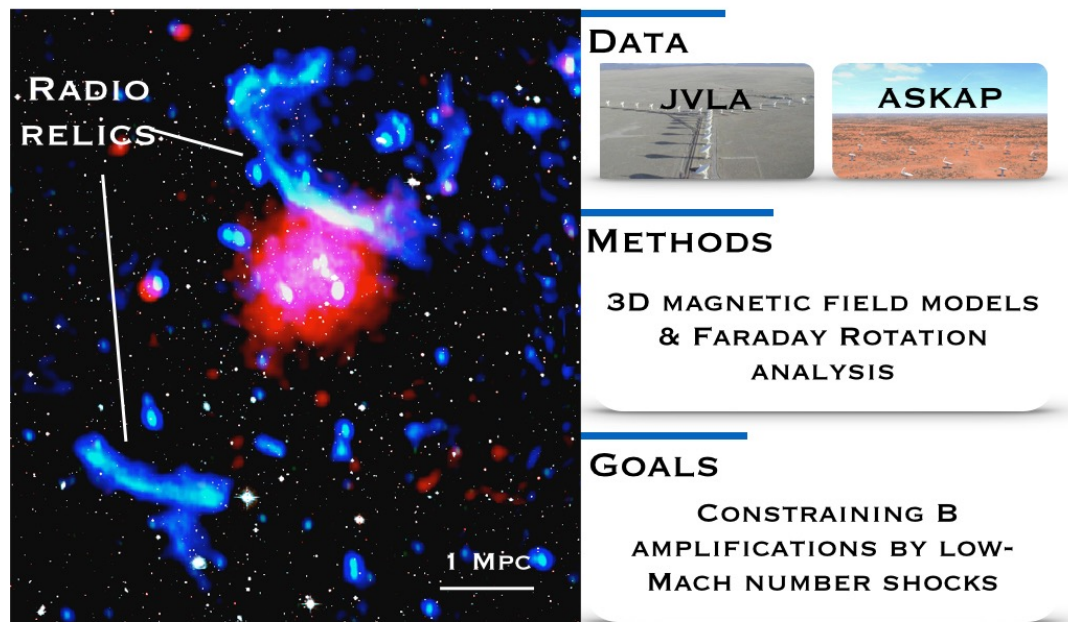 Radio
relics
1 Mpc
Data
JVLA
ASKAP
Methods
3D magnetic field models
& Faraday Rotation
analysis
Goals
Constraining B
amplifications by low-
Mach number shocks